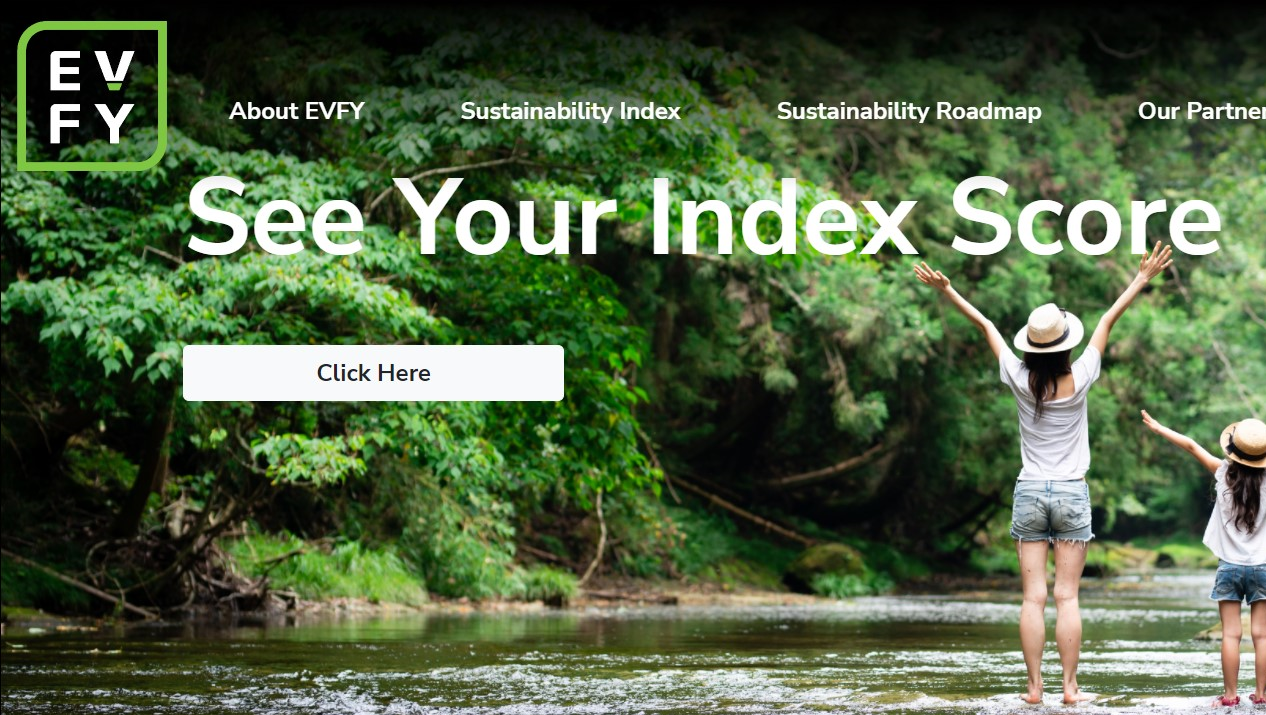 EV
FY
About EVFY Sustainability Index Sustainability Roadmap Our Partner
See Your Index Score
Click Here